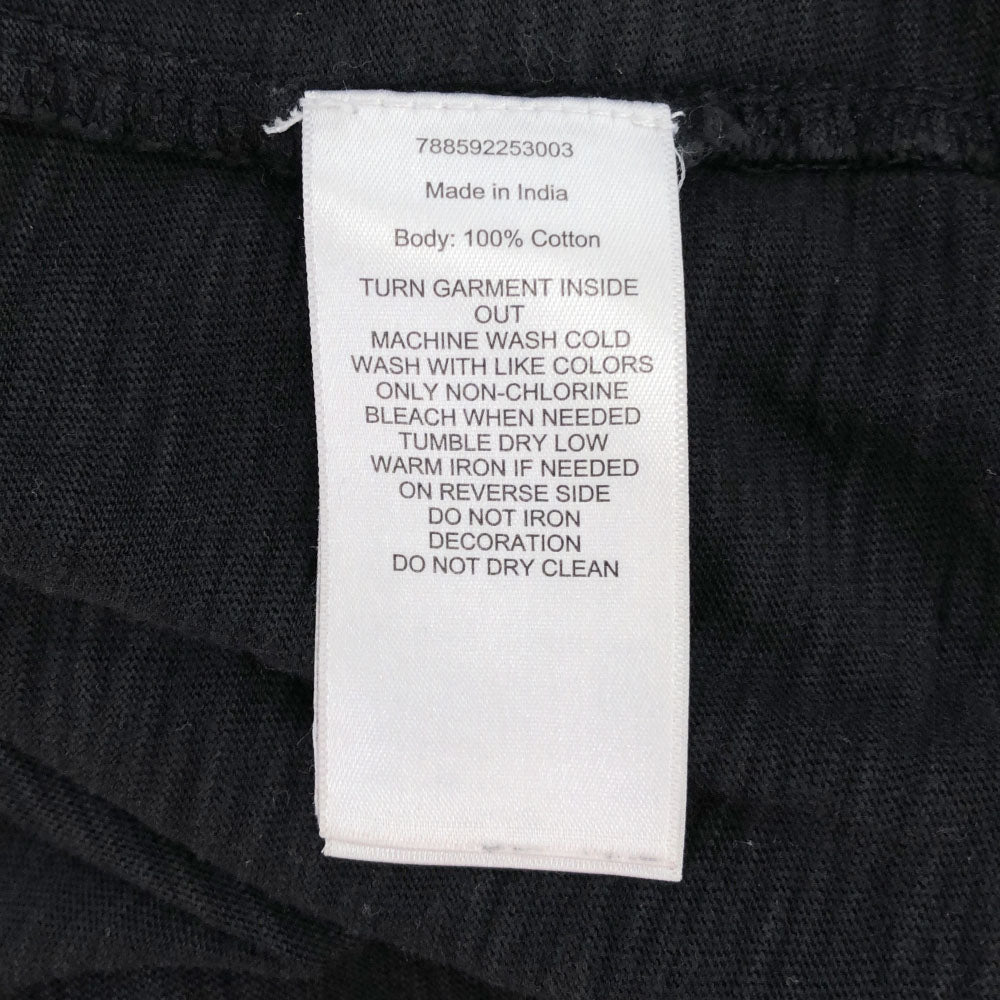 788592253003
Made in India
Body: 100% Cotton
TURN GARMENT INSIDE
OUT
MACHINE WASH COLD
WASH WITH LIKE COLORS
ONLY NON-CHLORINE
BLEACH WHEN NEEDED
TUMBLE DRY LOW
WARM IRON IF NEEDED
ON REVERSE SIDE
DO NOT IRON
DECORATION
DO NOT DRY CLEAN